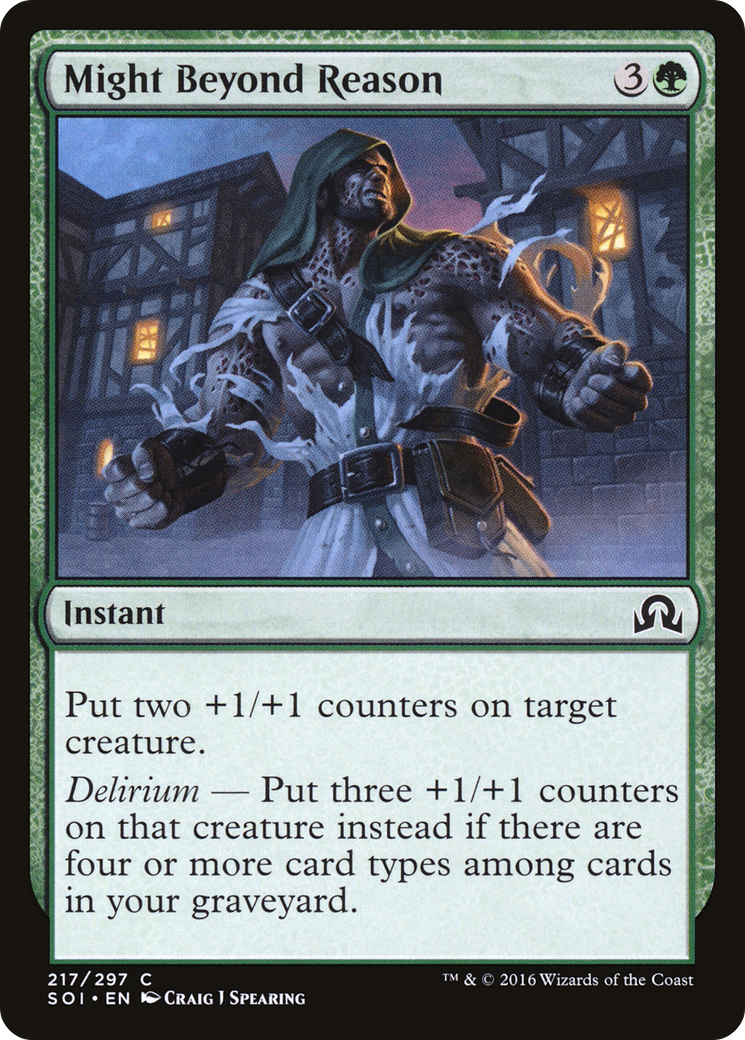 Might Beyond Reason 3
Instant
Put two +1/+1 counters on target
creature.
Delirium — Put three +1/+1 counters
on that creature instead if there are
four or more card types among cards
in your graveyard.
217/297 C
SOI • EN Craig J Spearing
™ & © 2016 Wizards of the Coast